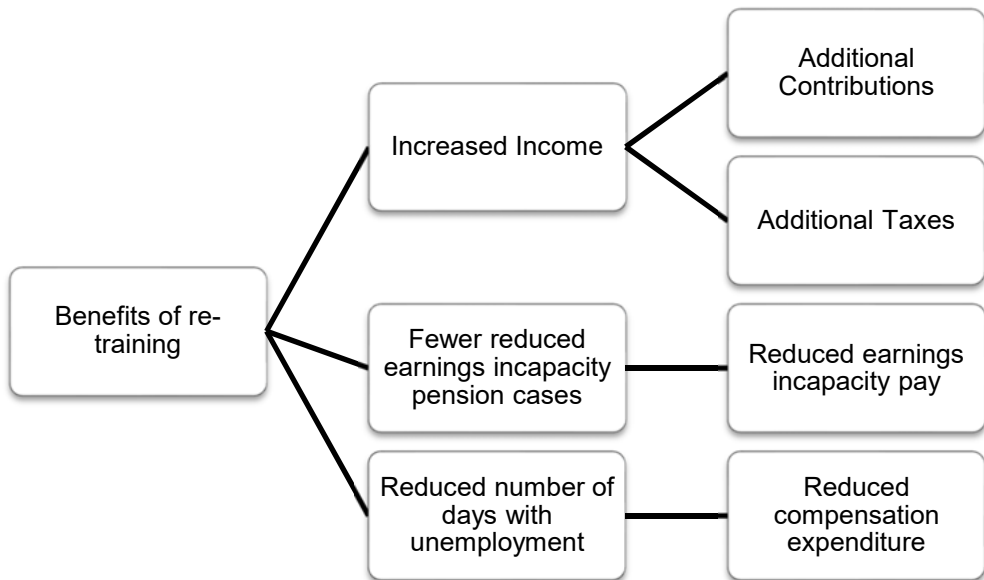 Additional
Contributions
Increased Income
Additional Taxes
Benefits of re-
training
Fewer reduced
earnings incapacity
pension cases
Reduced earnings
incapacity pay
Reduced number of
days with
unemployment
Reduced
compensation
expenditure